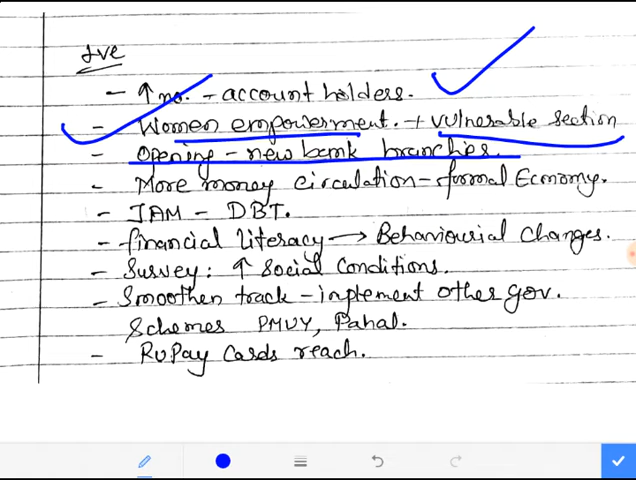 +ve
- ↑ no. - account holders.
- Women empowerment. + vulnerable section
- Opening - new bank branches.
- More money circulation - formal Economy.
- JAM - DBT.
- financial literacy → Behaviourial Changes.
- Survey: ↑ Social Conditions.
- Smoothen track - implement other gov.
Schemes PMUY, Pahal.
- RuPay Cards reach.